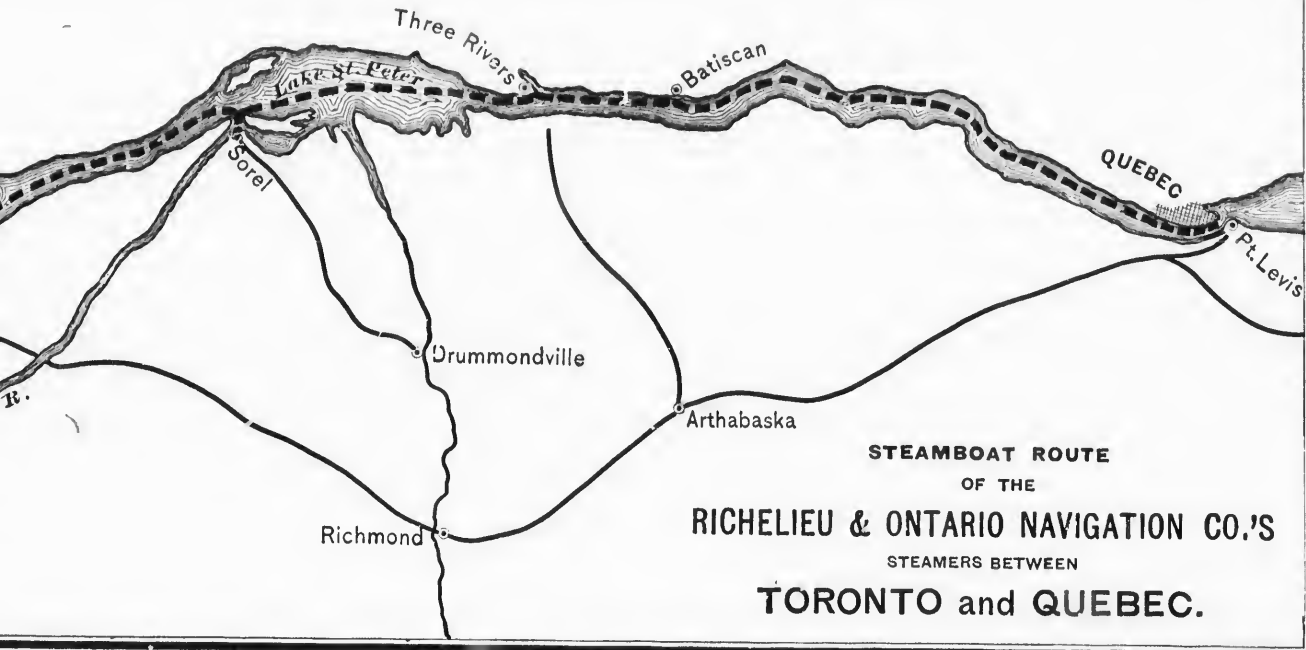 Three Rivers
Batiscan
Lake St. Peter
QUEBEC
Sorel
Pt. Levis
Drummondville
R.
Arthabaska
Richmond
STEAMBOAT ROUTE
OF THE
RICHELIEU & ONTARIO NAVIGATION CO.'S
STEAMERS BETWEEN
TORONTO and QUEBEC.